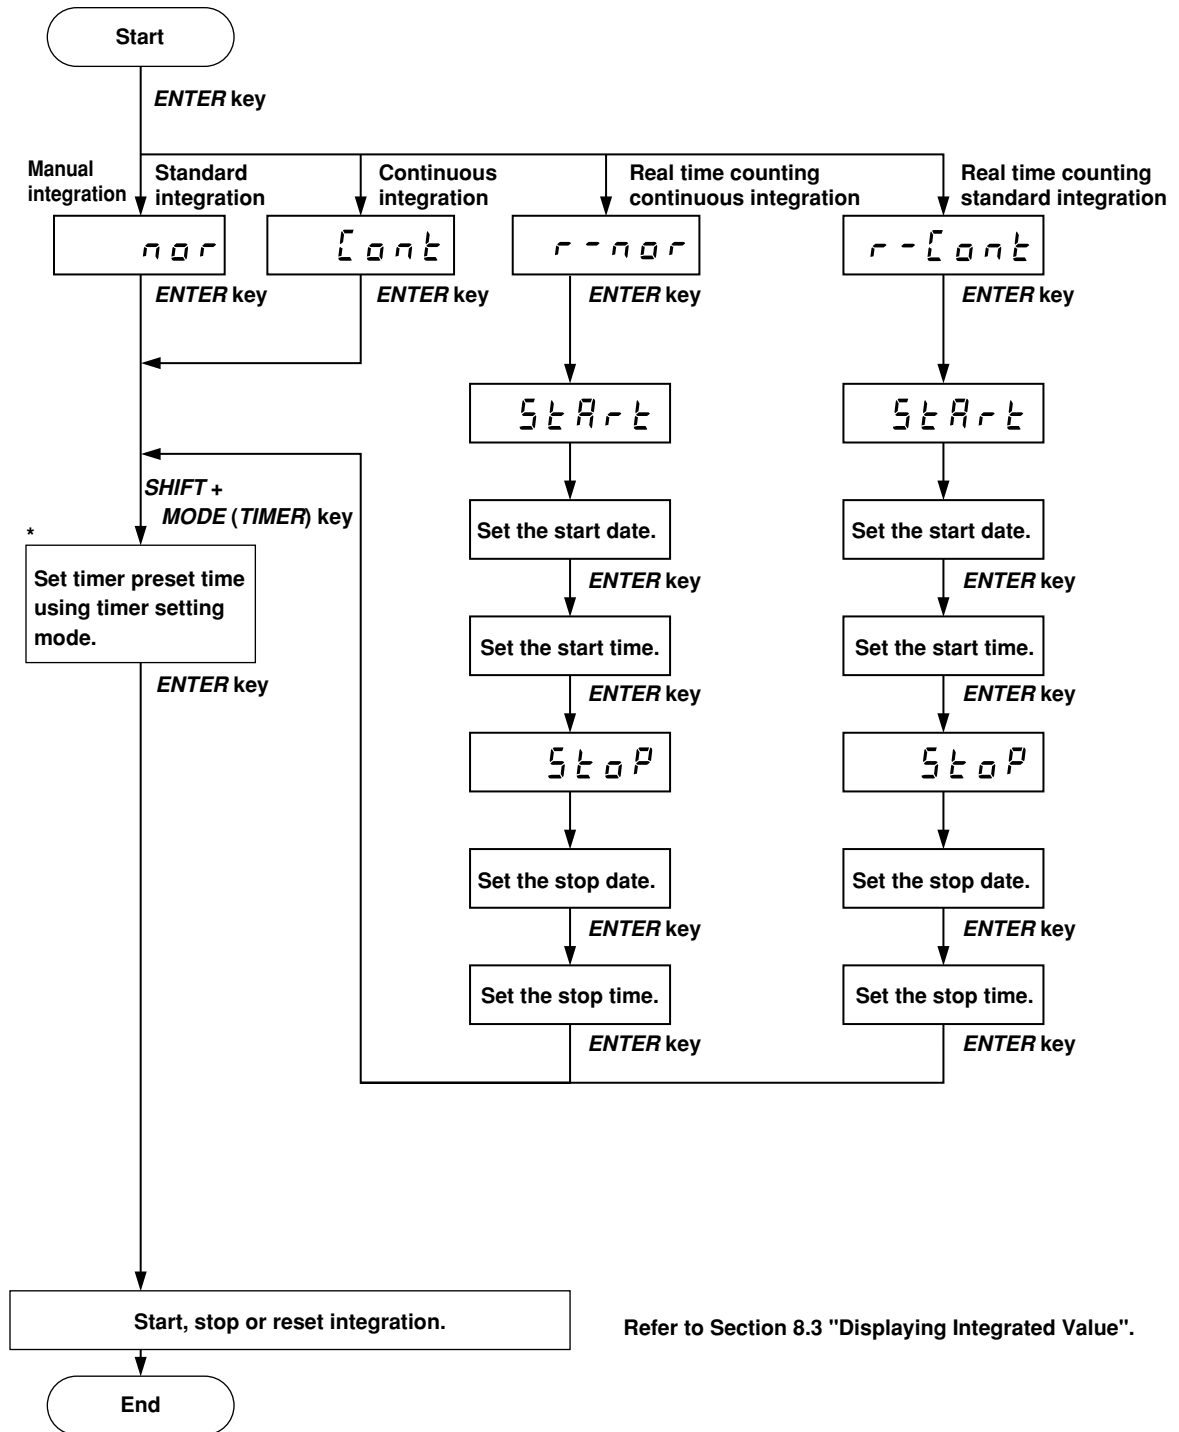 Start
ENTER key
Manual
integration
Standard
integration
Continuous
integration
Real time counting
continuous integration
Real time counting
standard integration
nor
Cont
r-nor
r-Cont
ENTER key
ENTER key
ENTER key
ENTER key
StArt
StArt
SHIFT +
MODE (TIMER) key
*
Set timer preset time
using timer setting
mode.
ENTER key
Set the start date.
Set the start date.
ENTER key
ENTER key
Set the start time.
Set the start time.
ENTER key
ENTER key
StoP
StoP
Set the stop date.
Set the stop date.
ENTER key
ENTER key
Set the stop time.
Set the stop time.
ENTER key
ENTER key
Start, stop or reset integration.
Refer to Section 8.3 "Displaying Integrated Value".
End